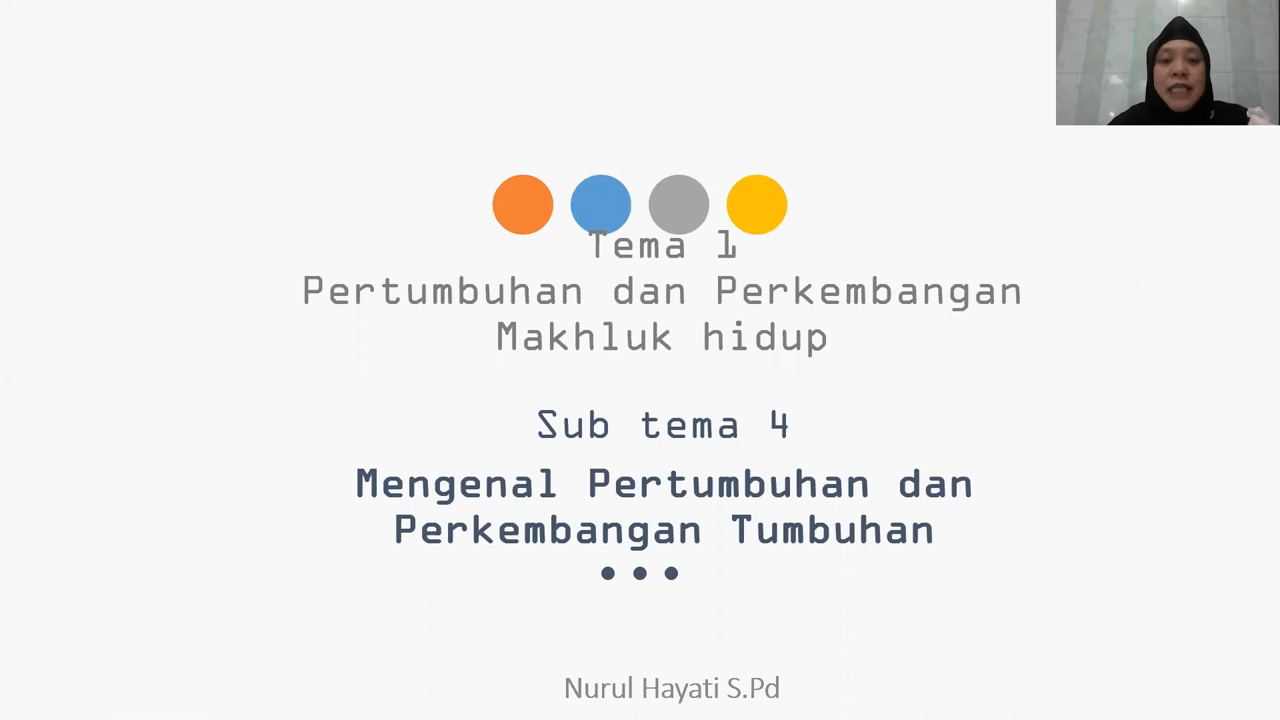 Tema 1
Pertumbuhan dan Perkembangan
Makhluk hidup
Sub tema 4
Mengenal Pertumbuhan dan
Perkembangan Tumbuhan
Nurul Hayati S.Pd